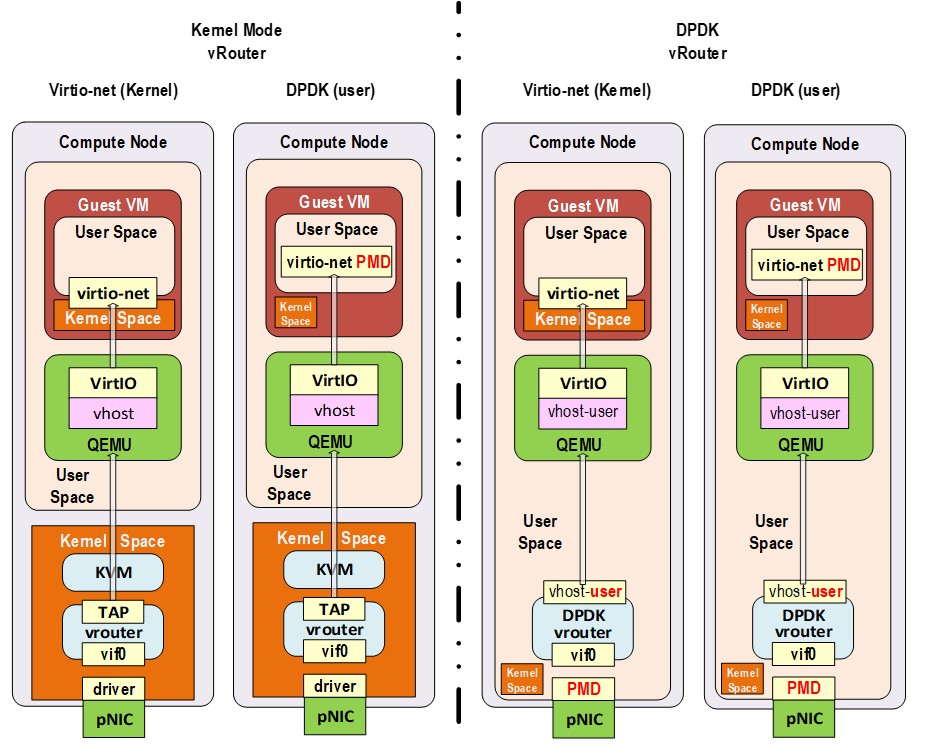 Kernel Mode
vRouter
Virtio-net (Kernel)
DPDK (user)
Compute Node
Guest VM
User Space
virtio-net
Kernel Space
VirtIO
vhost
QEMU
User
Space
Kernel Space
KVM
TAP
vrouter
vif0
driver
pNIC
Compute Node
Guest VM
User Space
virtio-net PMD
Kernel
Space
VirtIO
vhost
QEMU
User
Space
Kernel Space
KVM
TAP
vrouter
vif0
driver
pNIC
DPDK
vRouter
Virtio-net (Kernel)
DPDK (user)
Compute Node
Guest VM
User Space
virtio-net
Kernel Space
VirtIO
vhost-user
QEMU
User
Space
vhost-user
DPDK
vrouter
vif0
Kernel
Space
PMD
pNIC
Compute Node
Guest VM
User Space
virtio-net PMD
Kernel
Space
VirtIO
vhost-user
QEMU
User
Space
vhost-user
DPDK
vrouter
vif0
Kernel
Space
PMD
pNIC